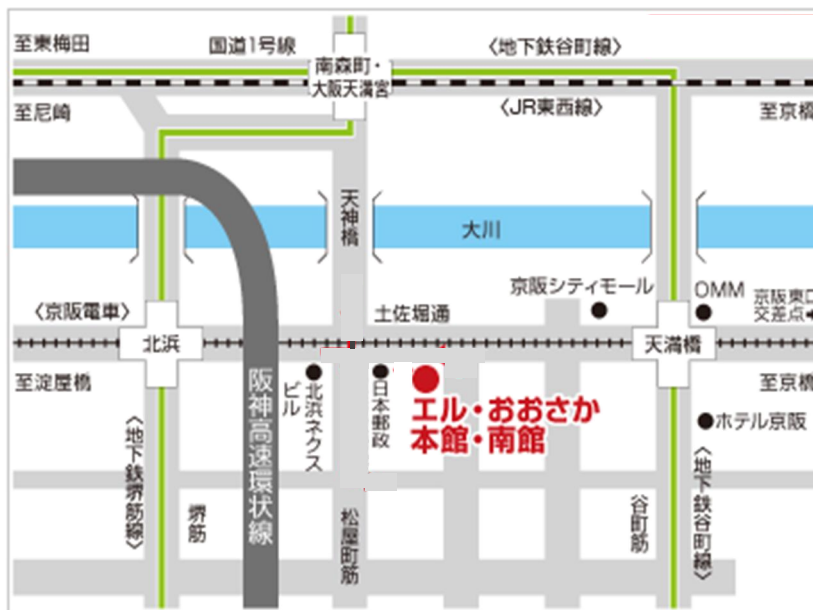 至東梅田
国道1号線
〈地下鉄谷町線〉
南森町・
大阪天満宮
至尼崎
〈JR東西線〉
至京橋
天神橋
大川
京阪シティモール
OMM
京阪東口
交差点
〈京阪電車〉
土佐堀通
北浜
天満橋
至淀屋橋
至京橋
阪神高速環状線
北浜ネクス
ビル
日本郵政
エル・おおさか
本館・南館
ホテル京阪
〈地下鉄堺筋線〉
堺筋
松屋町筋
谷町筋
〈地下鉄谷町線〉